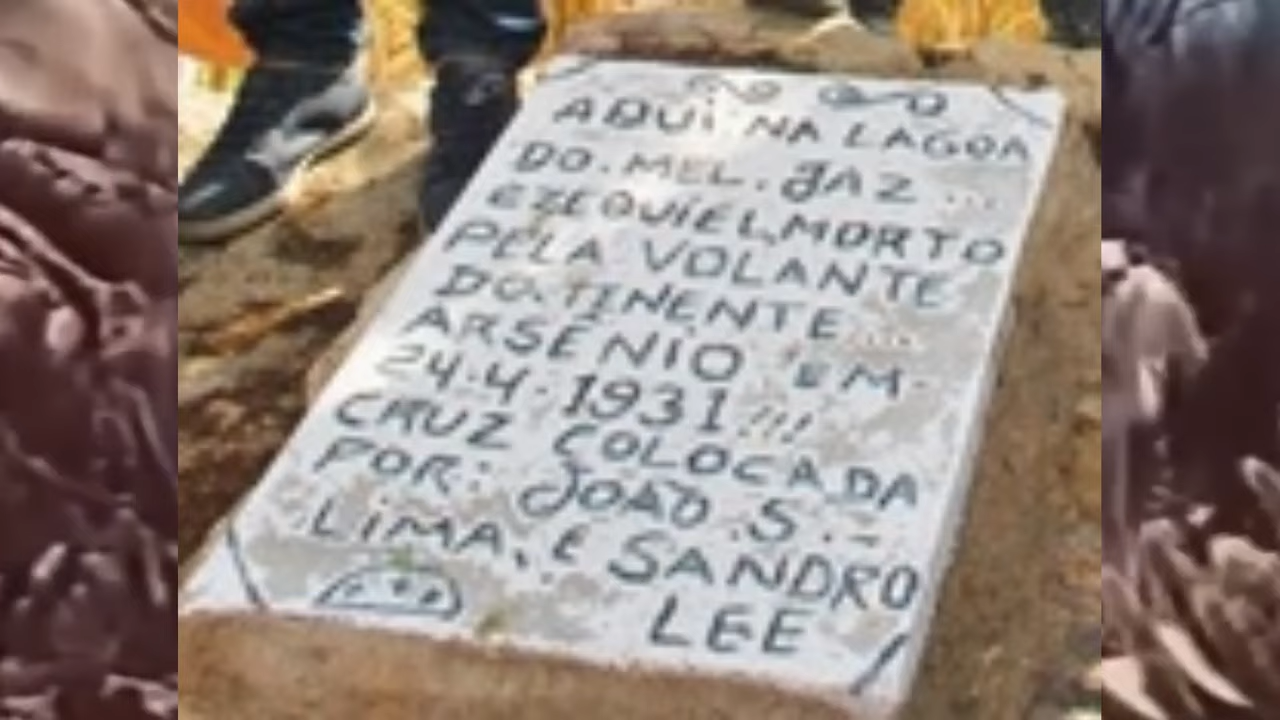 AQUi NA LAGOA
DO. MEL. JAZ ...
EZEQUiEL, MORTO
PELA VOLANTE
DO. TENENTE ...
ARSÊNIO EM.
24.4.1931!!!
CRUZ COLOCADA
POR: JOÃO S. -
LiMA, E SANDRO
LEE